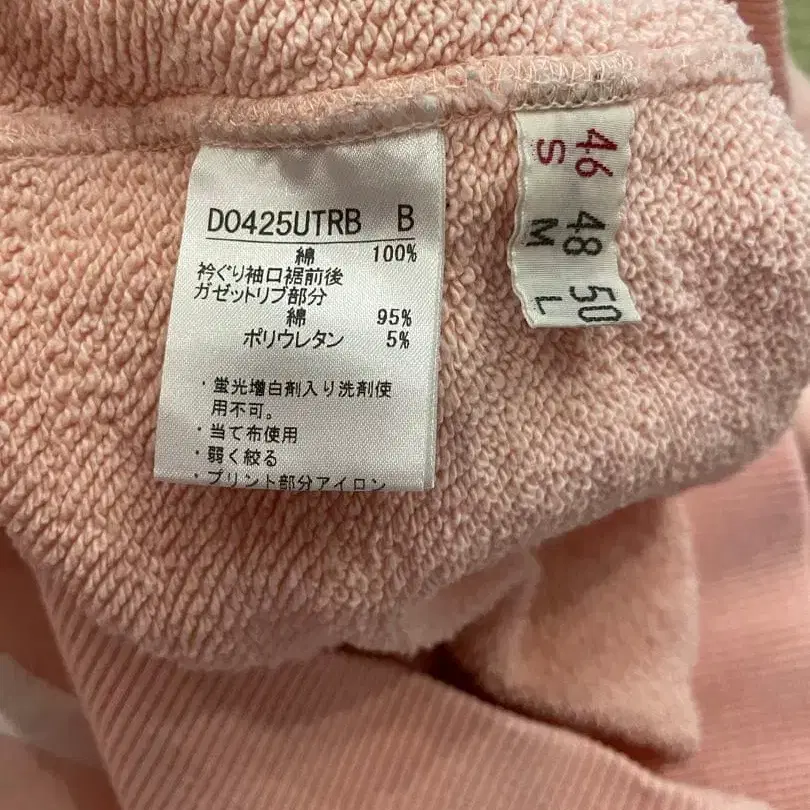 D0425UTRB B
綿 100%
衿ぐり袖口裾前後
ガゼットリブ部分
綿 95%
ポリウレタン 5%
・蛍光増白剤入り洗剤使
用不可。
・当て布使用
・弱く絞る
・プリント部分アイロン
46 48 50
S M L